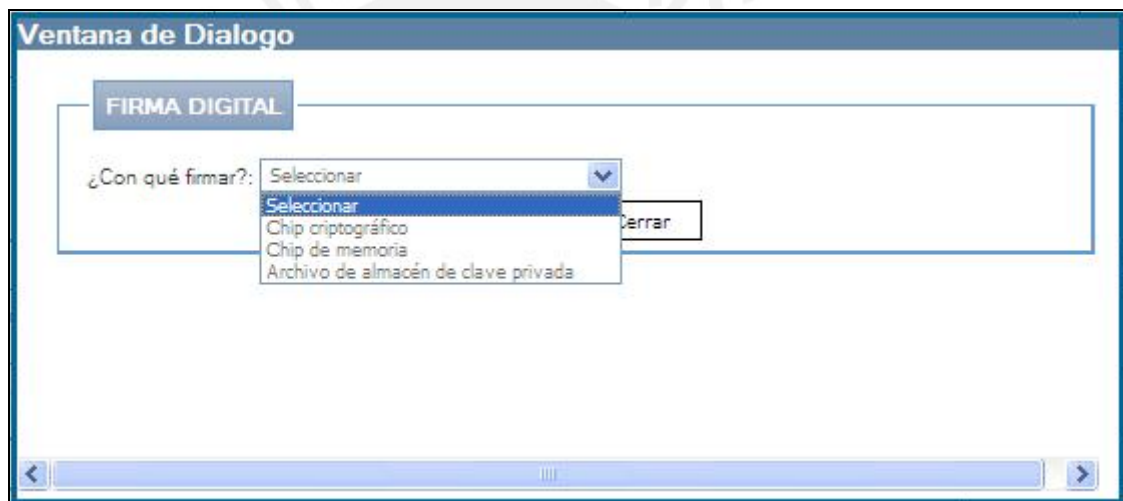 Ventana de Dialogo
FIRMA DIGITAL
¿Con qué firmar?: Seleccionar
Seleccionar
Chip criptográfico
Chip de memoria
Archivo de almacén de clave privada
Cerrar